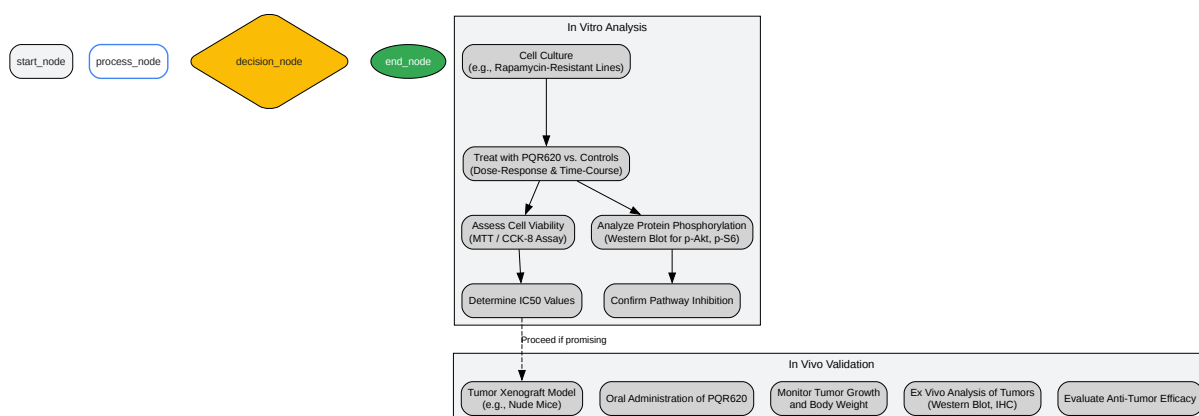 start_node
process_node
decision_node
end_node
In Vitro Analysis
Cell Culture
(e.g., Rapamycin-Resistant Lines)
Treat with PQR620 vs. Controls
(Dose-Response & Time-Course)
Assess Cell Viability
(MTT / CCK-8 Assay)
Analyze Protein Phosphorylation
(Western Blot for p-Akt, p-S6)
Determine IC50 Values
Confirm Pathway Inhibition
Proceed if promising
In Vivo Validation
Tumor Xenograft Model
(e.g., Nude Mice)
Oral Administration of PQR620
Monitor Tumor Growth
and Body Weight
Ex Vivo Analysis of Tumors
(Western Blot, IHC)
Evaluate Anti-Tumor Efficacy